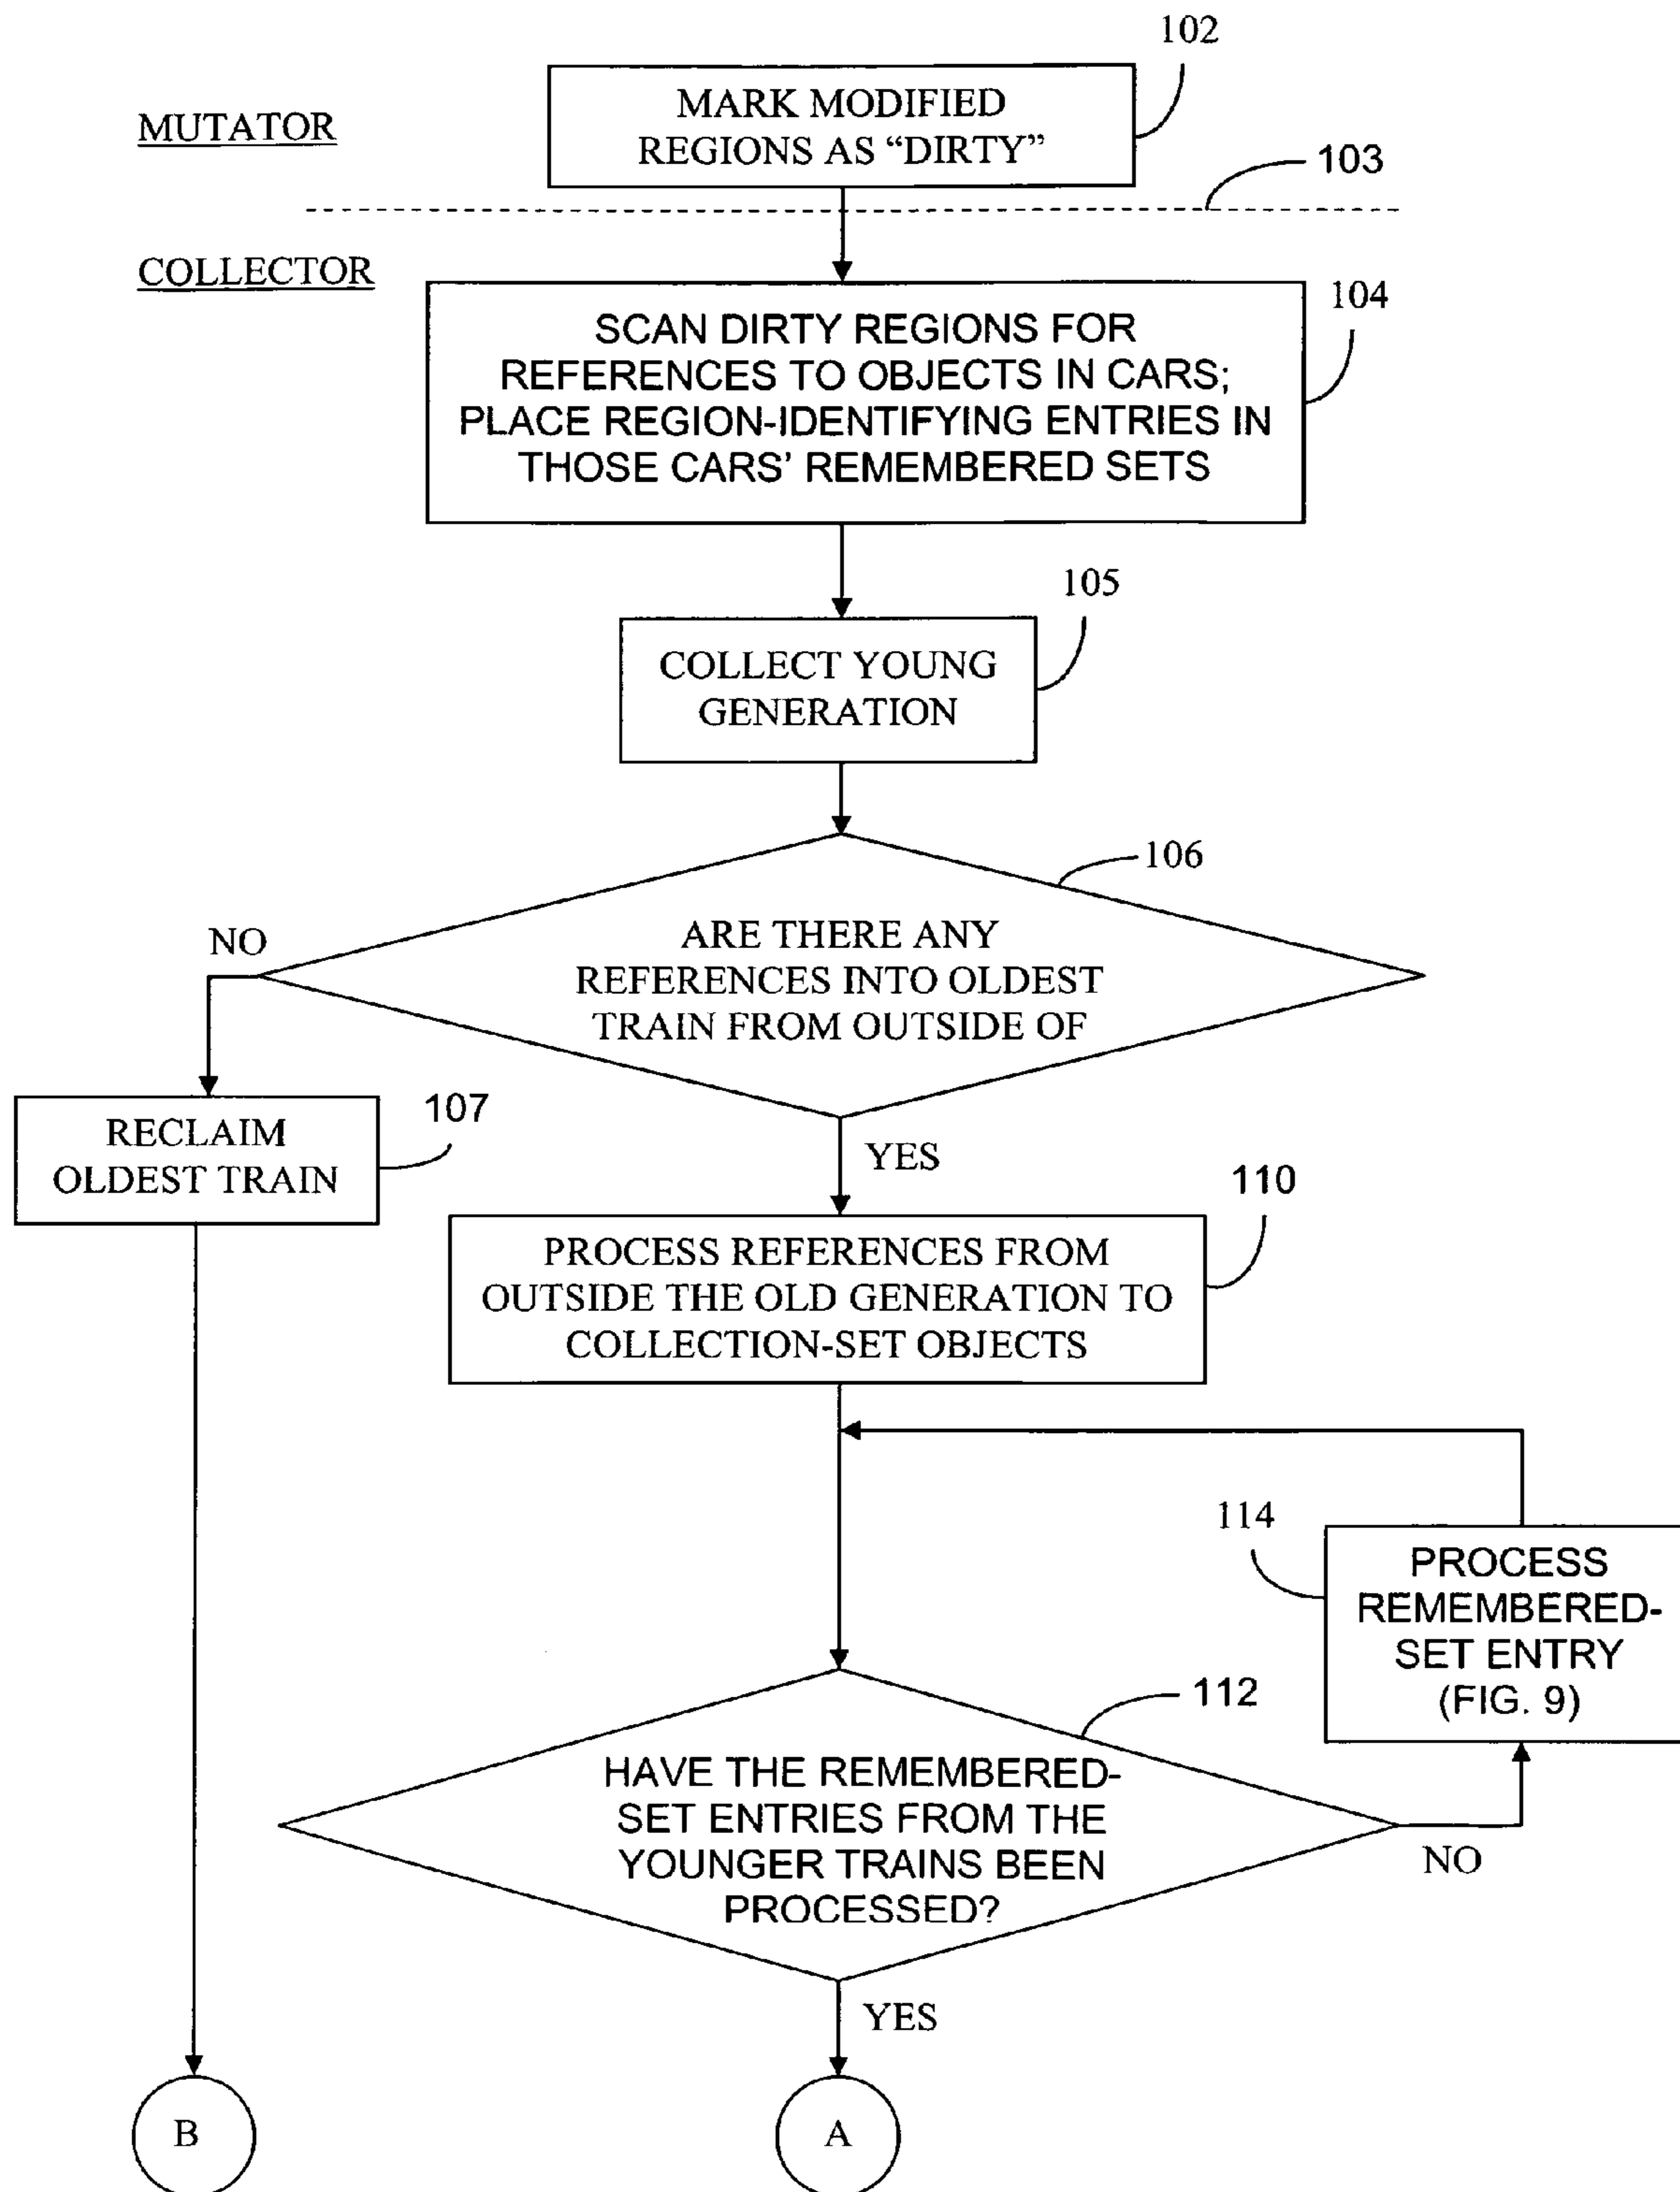 102
MARK MODIFIED
REGIONS AS “DIRTY”
MUTATOR
103
COLLECTOR
104
SCAN DIRTY REGIONS FOR
REFERENCES TO OBJECTS IN CARS;
PLACE REGION-IDENTIFYING ENTRIES IN
THOSE CARS’ REMEMBERED SETS
105
COLLECT YOUNG
GENERATION
106
ARE THERE ANY
REFERENCES INTO OLDEST
TRAIN FROM OUTSIDE OF
NO
RECLAIM
OLDEST TRAIN
107
YES
110
PROCESS REFERENCES FROM
OUTSIDE THE OLD GENERATION TO
COLLECTION-SET OBJECTS
114
PROCESS
REMEMBERED-
SET ENTRY
(FIG. 9)
112
HAVE THE REMEMBERED-
SET ENTRIES FROM THE
YOUNGER TRAINS BEEN
PROCESSED?
NO
YES
B
A